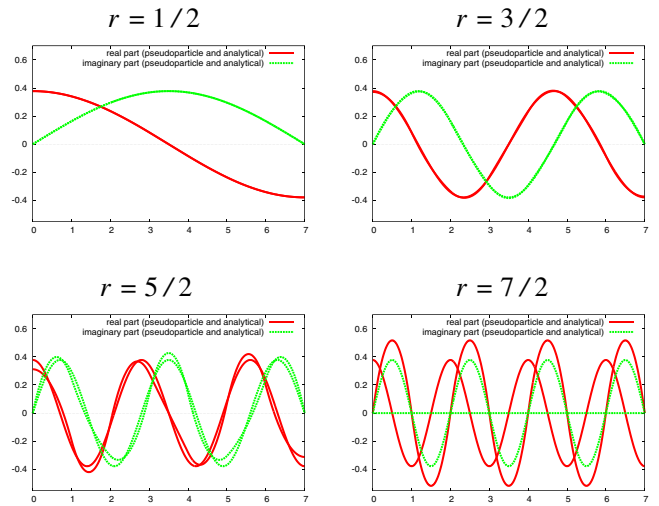 r = 1/2
real part (pseudoparticle and analytical)
imaginary part (pseudoparticle and analytical)
0.6
0.4
0.2
0
-0.2
-0.4
0 1 2 3 4 5 6 7
r = 3/2
real part (pseudoparticle and analytical)
imaginary part (pseudoparticle and analytical)
0.6
0.4
0.2
0
-0.2
-0.4
0 1 2 3 4 5 6 7
r = 5/2
real part (pseudoparticle and analytical)
imaginary part (pseudoparticle and analytical)
0.6
0.4
0.2
0
-0.2
-0.4
0 1 2 3 4 5 6 7
r = 7/2
real part (pseudoparticle and analytical)
imaginary part (pseudoparticle and analytical)
0.6
0.4
0.2
0
-0.2
-0.4
0 1 2 3 4 5 6 7